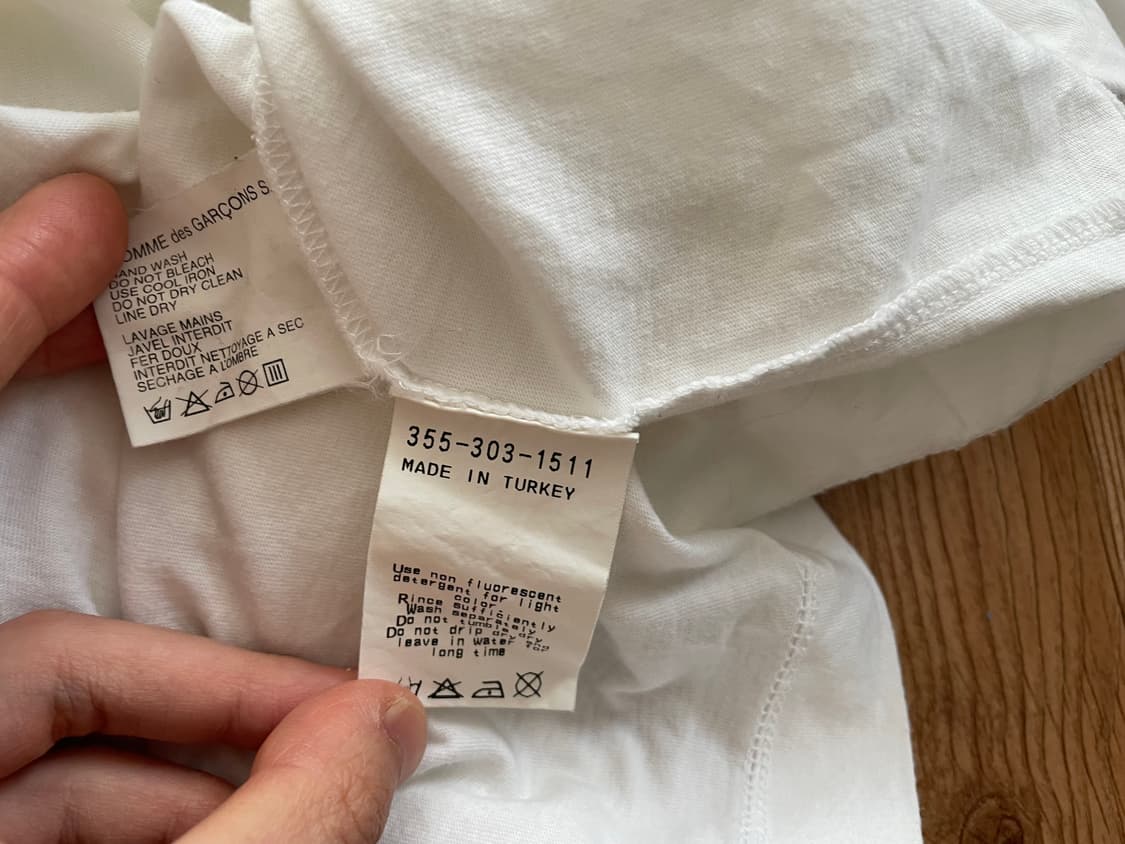 OMME des GARÇONS S.
HAND WASH
DO NOT BLEACH
USE COOL IRON
DO NOT DRY CLEAN
LINE DRY
LAVAGE MAINS
JAVEL INTERDIT
FER DOUX
INTERDIT NETTOYAGE A SEC
SECHAGE A L'OMBRE
355-303-1511
MADE IN TURKEY
Use non fluorescent
detergent for light
color.
Rince sufficiently
Wash separately
Do not tumble dry
Do not drip dry
leave in water for
long time